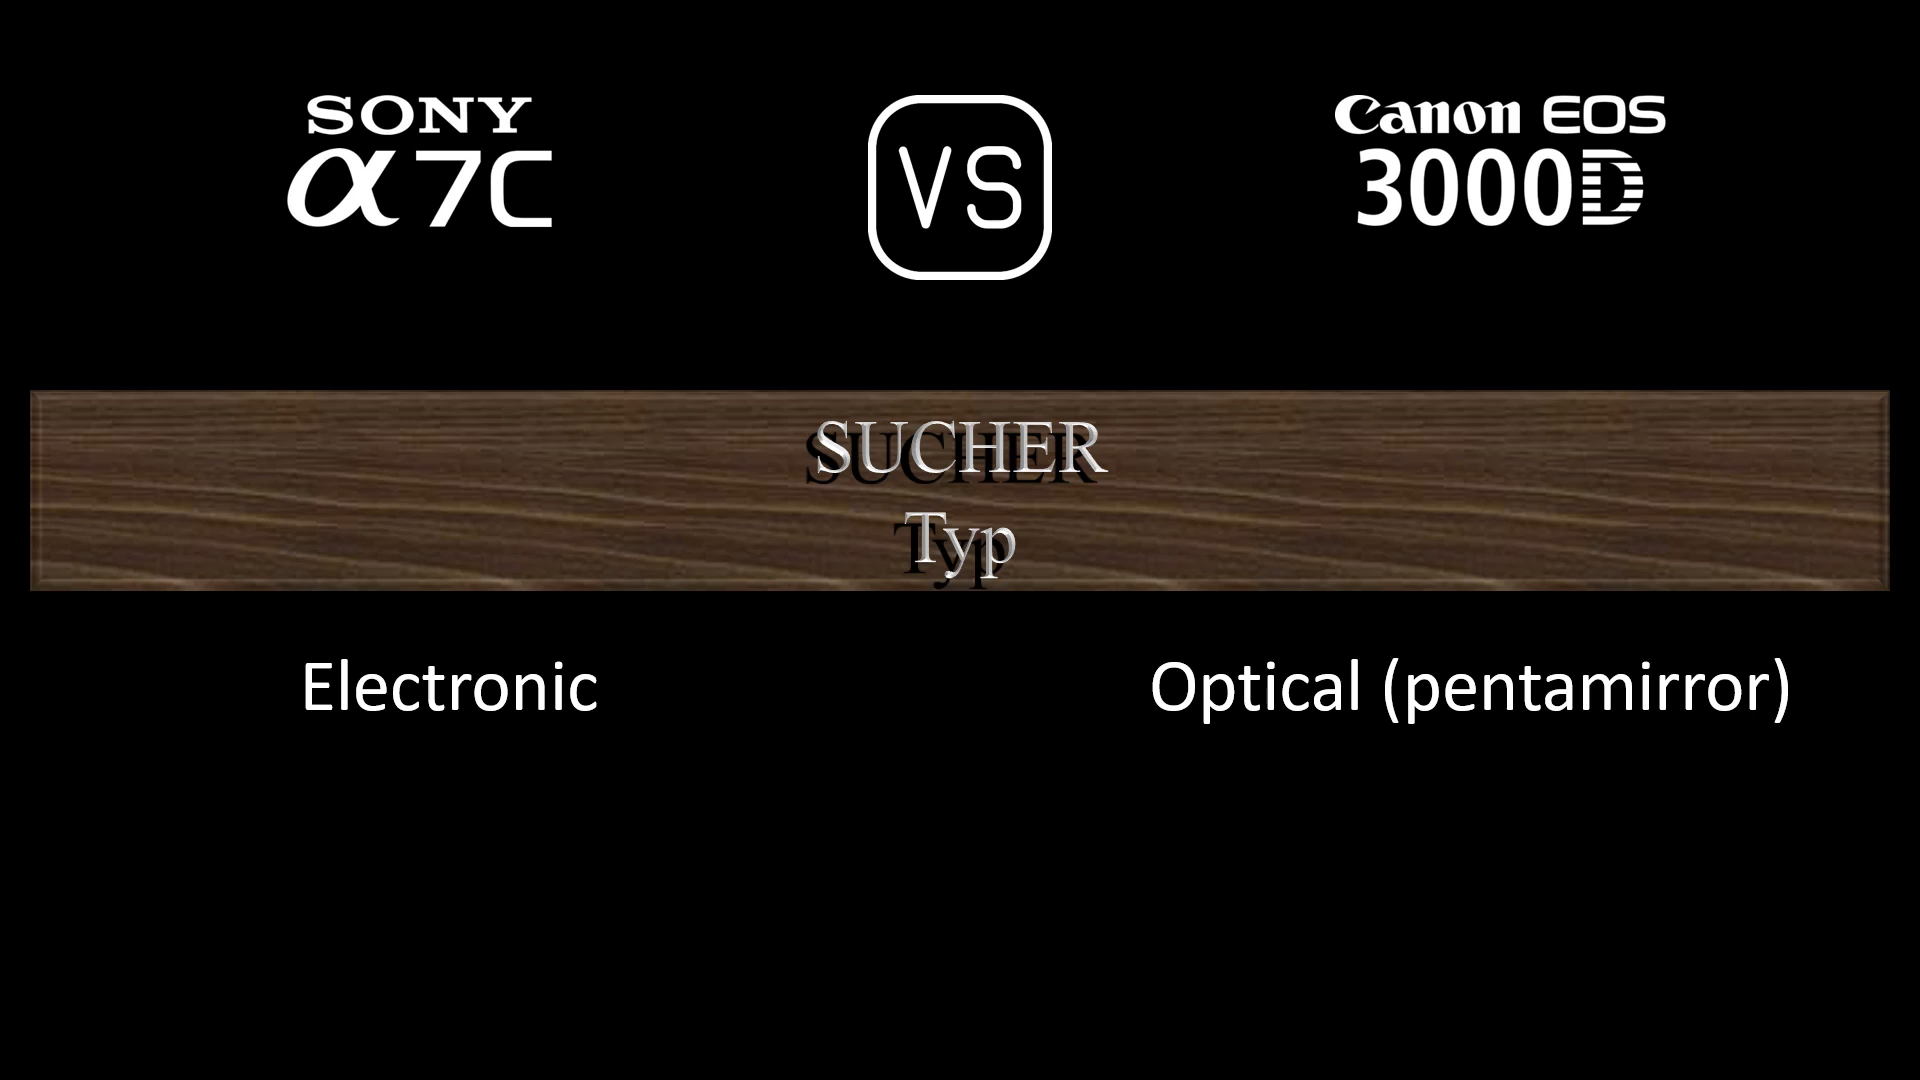 SONY
α7C
VS
Canon EOS
3000D
SUCHER
Typ
Electronic
Optical (pentamirror)